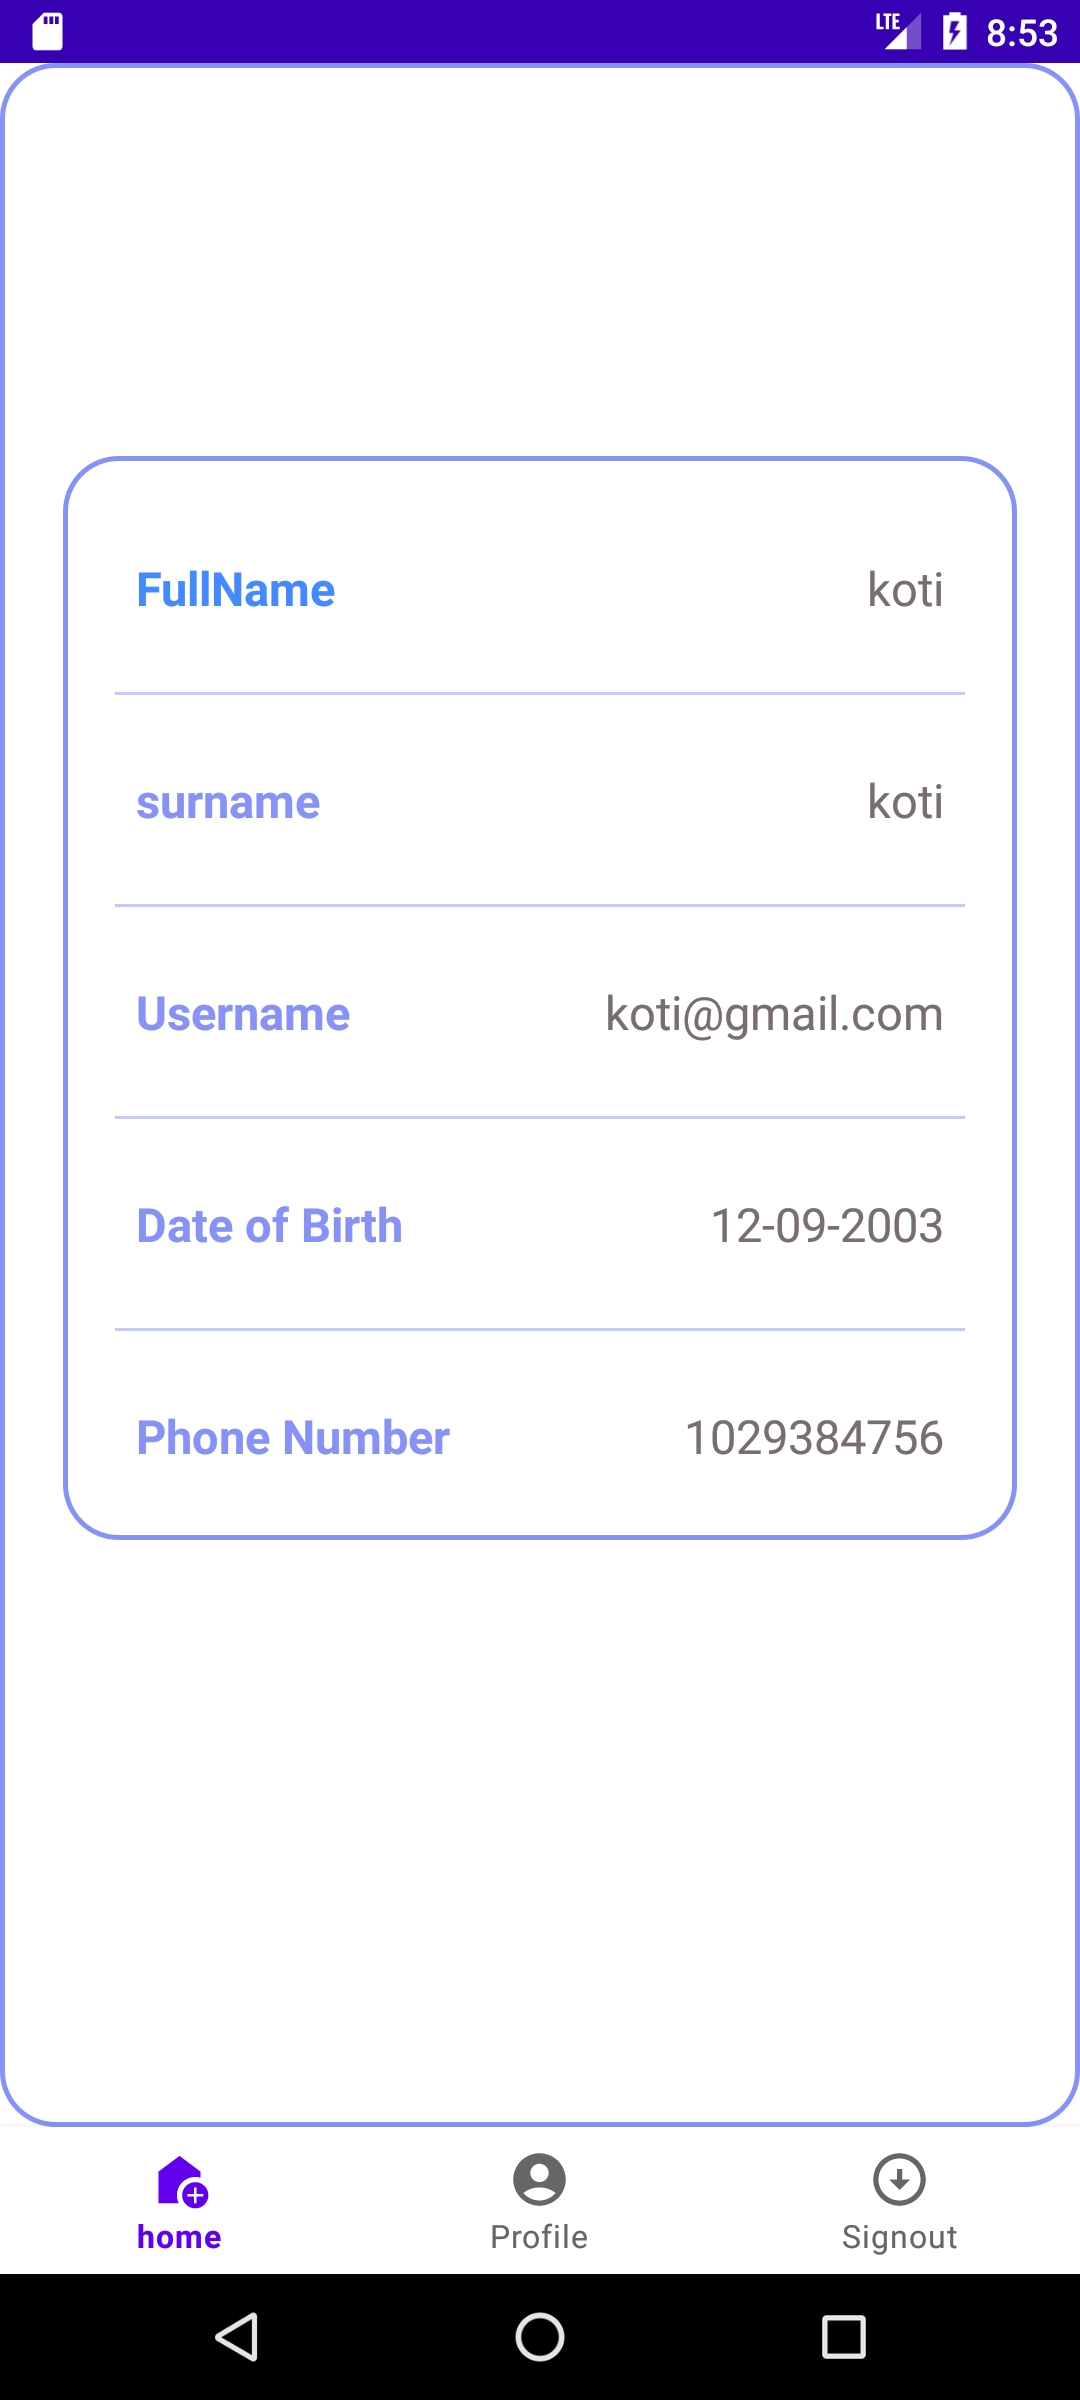 LTE 8:53
FullName koti
surname koti
Username koti@gmail.com
Date of Birth 12-09-2003
Phone Number 1029384756
home Profile Signout